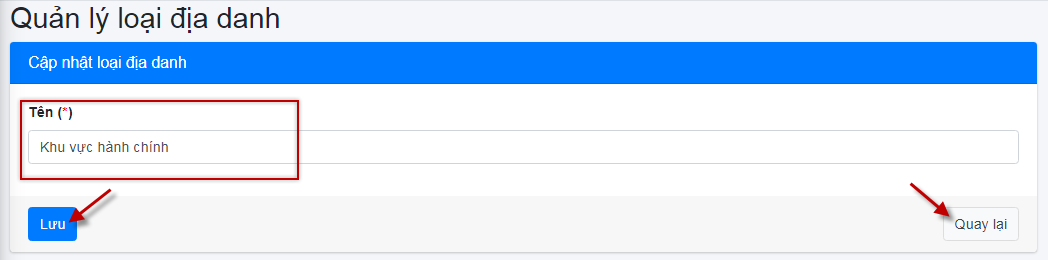 Quản lý loại địa danh
Cập nhật loại địa danh
Tên (*)
Khu vực hành chính
Lưu
Quay lại